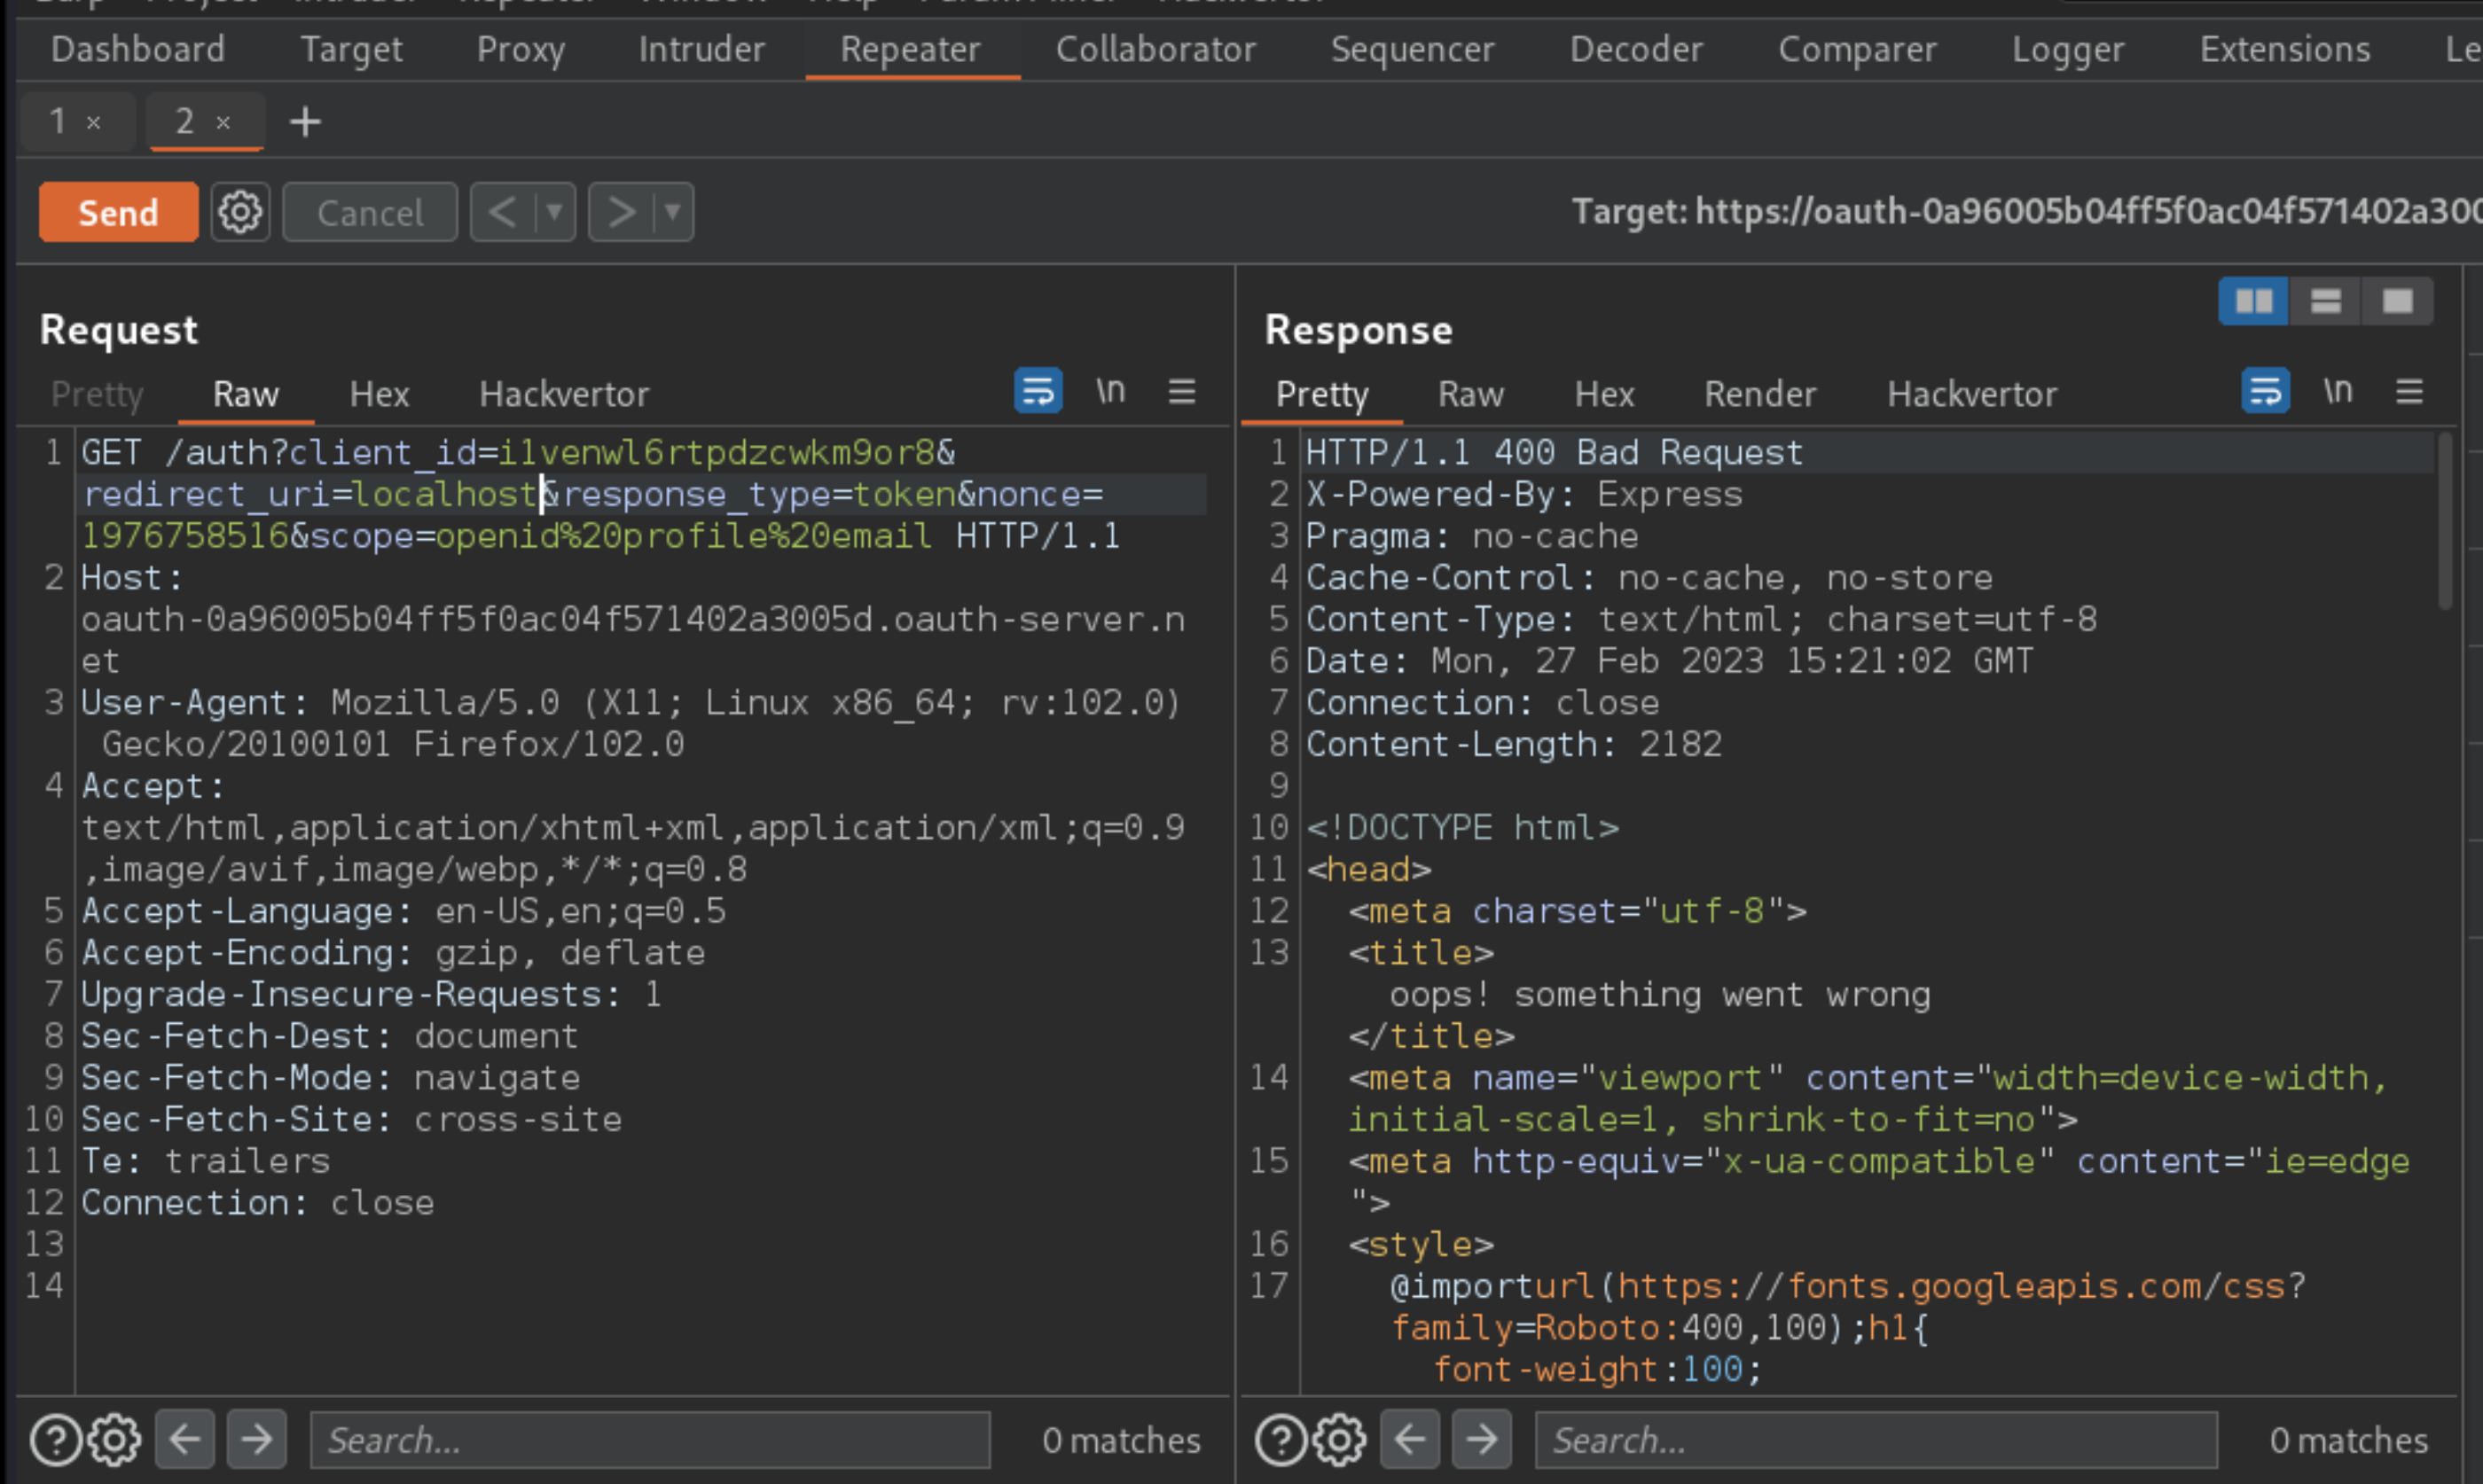 Dashboard Target Proxy Intruder Repeater Collaborator Sequencer Decoder Comparer Logger Extensions
1 × 2 × +
Send Cancel < > Target: https://oauth-0a96005b04ff5f0ac04f571402a300
Request
Pretty Raw Hex Hackvertor \n
1 GET /auth?client_id=i1venwl6rtpdzcwkm9or8&
redirect_uri=localhost&response_type=token&nonce=
1976758516&scope=openid%20profile%20email HTTP/1.1
2 Host:
oauth-0a96005b04ff5f0ac04f571402a3005d.oauth-server.n
et
3 User-Agent: Mozilla/5.0 (X11; Linux x86_64; rv:102.0)
Gecko/20100101 Firefox/102.0
4 Accept:
text/html,application/xhtml+xml,application/xml;q=0.9
,image/avif,image/webp,*/*;q=0.8
5 Accept-Language: en-US,en;q=0.5
6 Accept-Encoding: gzip, deflate
7 Upgrade-Insecure-Requests: 1
8 Sec-Fetch-Dest: document
9 Sec-Fetch-Mode: navigate
10 Sec-Fetch-Site: cross-site
11 Te: trailers
12 Connection: close
13
14
Search... 0 matches
Response
Pretty Raw Hex Render Hackvertor \n
1 HTTP/1.1 400 Bad Request
2 X-Powered-By: Express
3 Pragma: no-cache
4 Cache-Control: no-cache, no-store
5 Content-Type: text/html; charset=utf-8
6 Date: Mon, 27 Feb 2023 15:21:02 GMT
7 Connection: close
8 Content-Length: 2182
9
10 <!DOCTYPE html>
11 <head>
12 <meta charset="utf-8">
13 <title>
oops! something went wrong
</title>
14 <meta name="viewport" content="width=device-width,
initial-scale=1, shrink-to-fit=no">
15 <meta http-equiv="x-ua-compatible" content="ie=edge
">
16 <style>
17 @importurl(https://fonts.googleapis.com/css?
family=Roboto:400,100);h1{
font-weight:100;
Search... 0 matches